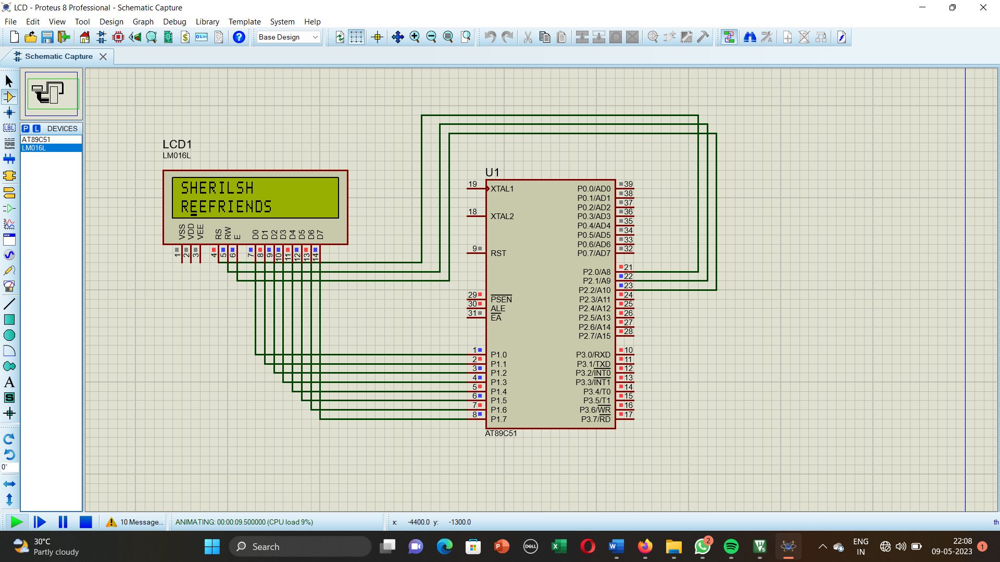 LCD - Proteus 8 Professional - Schematic Capture
File Edit View Tool Design Graph Debug Library Template System Help
Base Design
Schematic Capture
P L DEVICES
AT89C51
LM016L
LBL
A
S
0°
LCD1
LM016L
SHERILSH
REEFRIENDS
VSS VDD VEE RS RW E D0 D1 D2 D3 D4 D5 D6 D7
1 2 3 4 5 6 7 8 9 10 11 12 13 14
U1
19 XTAL1
18 XTAL2
9 RST
29 PSEN
30 ALE
31 EA
1 P1.0
2 P1.1
3 P1.2
4 P1.3
5 P1.4
6 P1.5
7 P1.6
8 P1.7
P0.0/AD0 39
P0.1/AD1 38
P0.2/AD2 37
P0.3/AD3 36
P0.4/AD4 35
P0.5/AD5 34
P0.6/AD6 33
P0.7/AD7 32
P2.0/A8 21
P2.1/A9 22
P2.2/A10 23
P2.3/A11 24
P2.4/A12 25
P2.5/A13 26
P2.6/A14 27
P2.7/A15 28
P3.0/RXD 10
P3.1/TXD 11
P3.2/INT0 12
P3.3/INT1 13
P3.4/T0 14
P3.5/T1 15
P3.6/WR 16
P3.7/RD 17
AT89C51
10 Message... ANIMATING: 00:00:09.500000 (CPU load 9%) x: -4400.0 y: -1300.0 th
30°C
Partly cloudy
Search
DELL
2
ENG
IN
22:08
09-05-2023
1